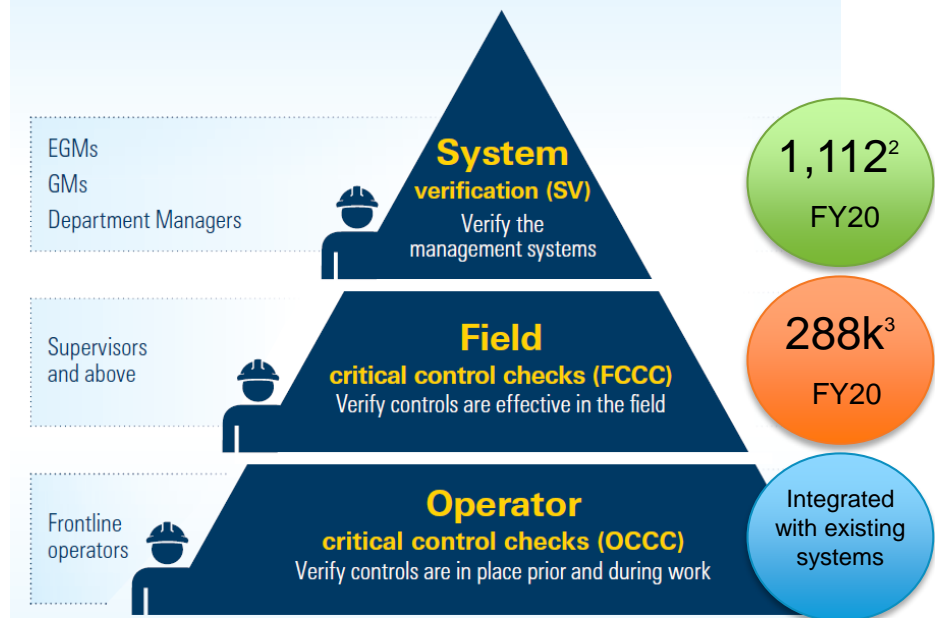 EGMs
GMs
Department Managers
System
verification (SV)
Verify the
management systems
1,112²
FY20
Supervisors
and above
Field
critical control checks (FCCC)
Verify controls are effective in the field
288k³
FY20
Frontline
operators
Operator
critical control checks (OCCC)
Verify controls are in place prior and during work
Integrated
with existing
systems